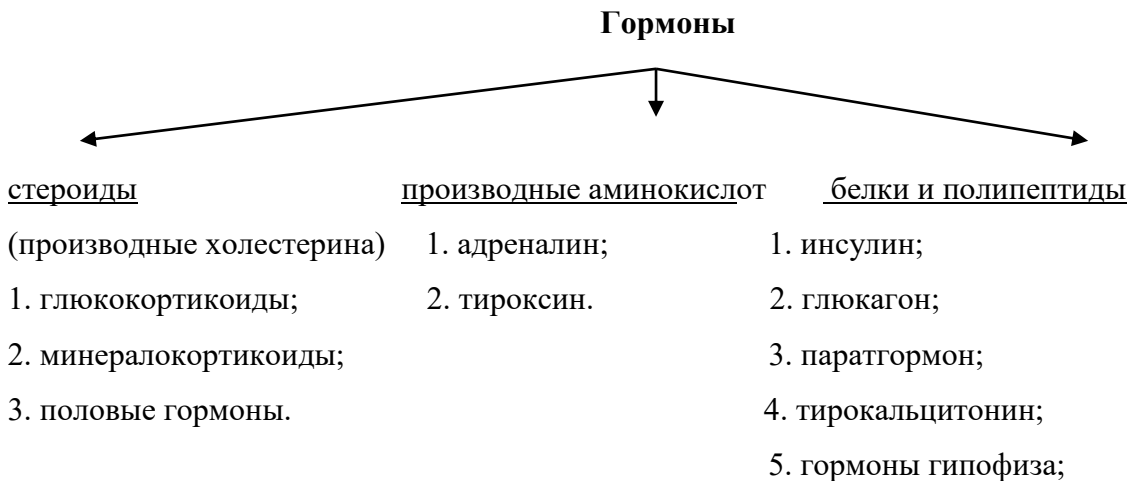 Гормоны
стероиды производные аминокислот белки и полипептиды
(производные холестерина) 1. адреналин; 1. инсулин;
1. глюкокортикоиды; 2. тироксин. 2. глюкагон;
2. минералокортикоиды; 3. паратгормон;
3. половые гормоны. 4. тирокальцитонин;
5. гормоны гипофиза;